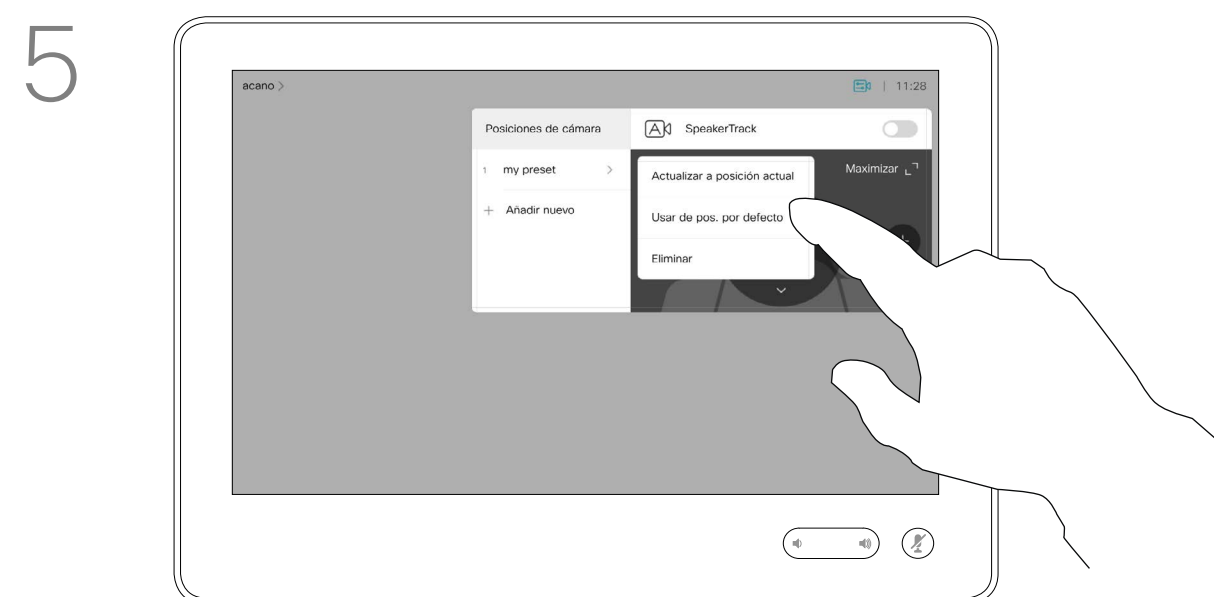 5
acano >
11:28
Posiciones de cámara
SpeakerTrack
1 my preset >
Actualizar a posición actual
Maximizar
+ Añadir nuevo
Usar de pos. por defecto
Eliminar